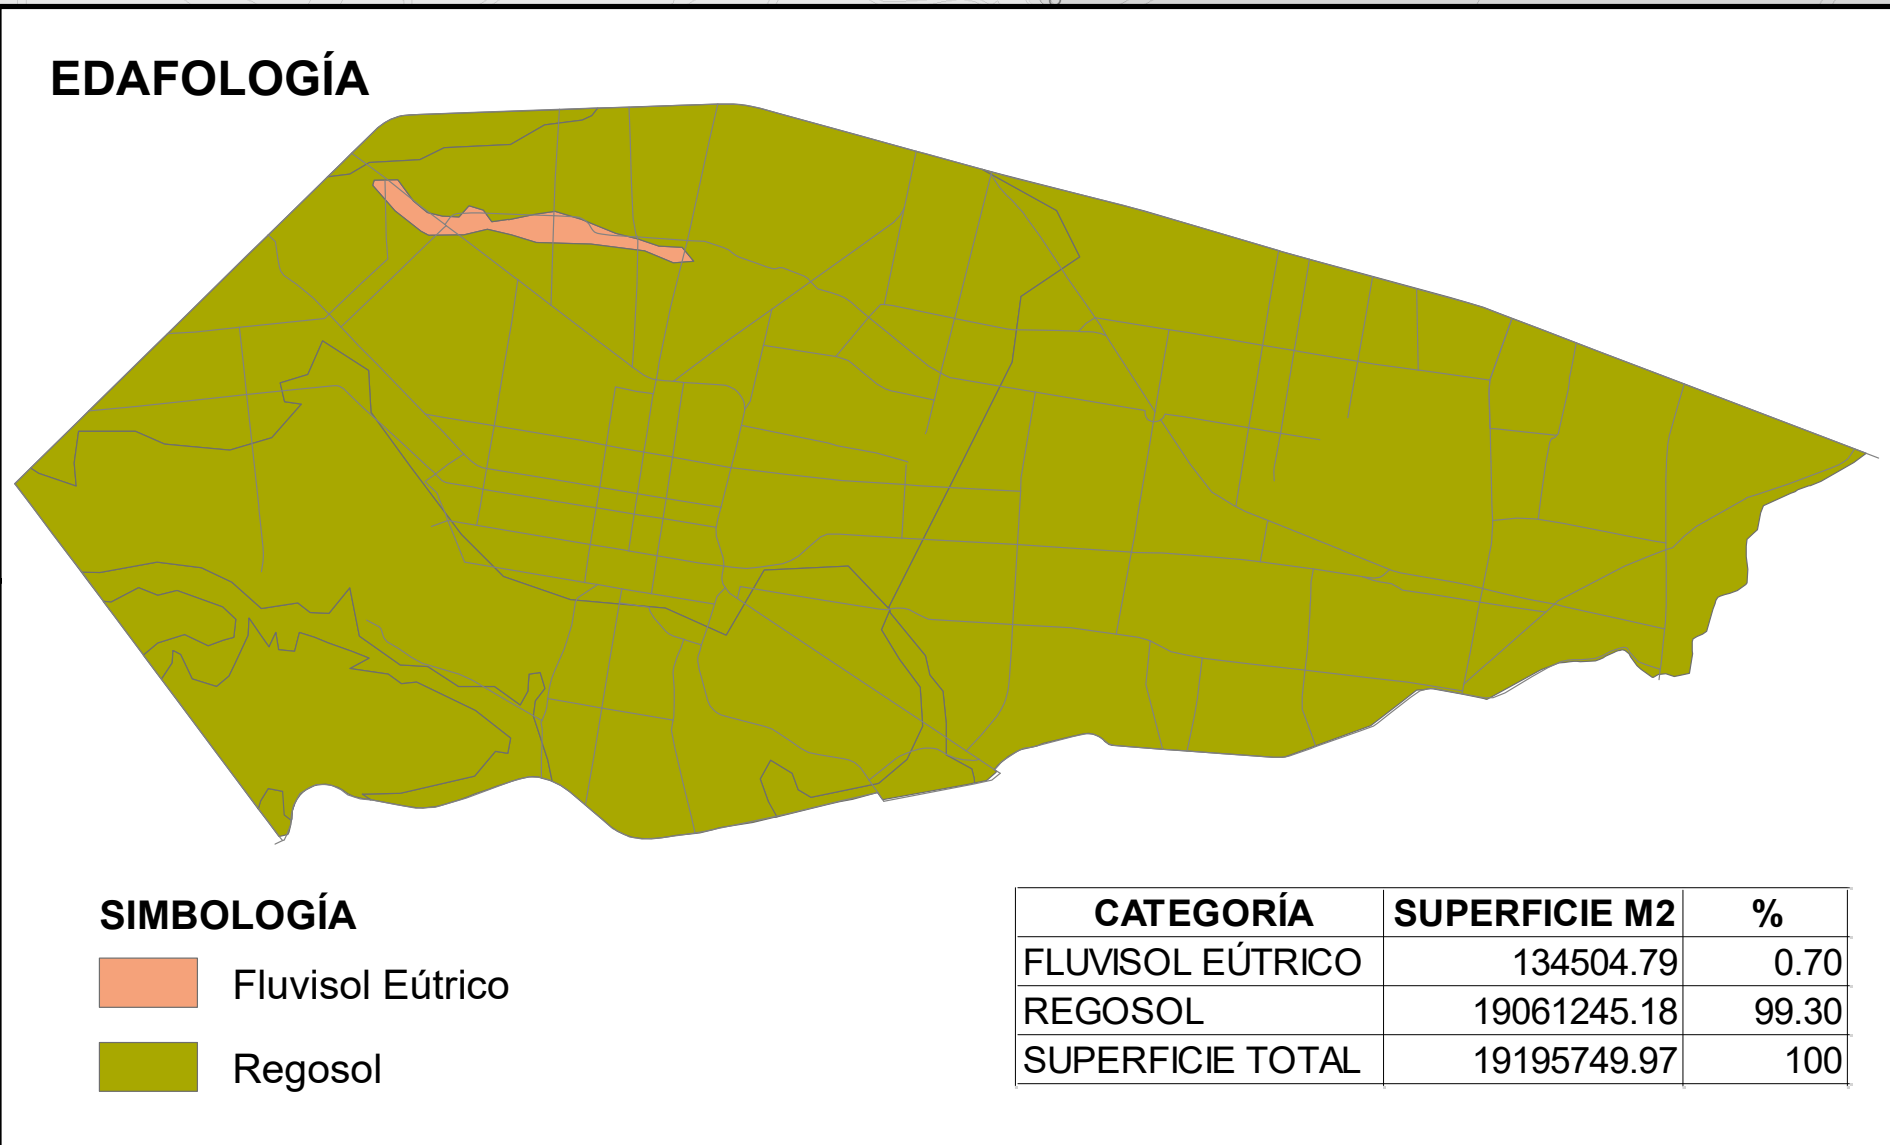 EDAFOLOGÍA
SIMBOLOGÍA
Fluvisol Eútrico
Regosol
CATEGORÍA SUPERFICIE M2 %
FLUVISOL EÚTRICO 134504.79 0.70
REGOSOL 19061245.18 99.30
SUPERFICIE TOTAL 19195749.97 100